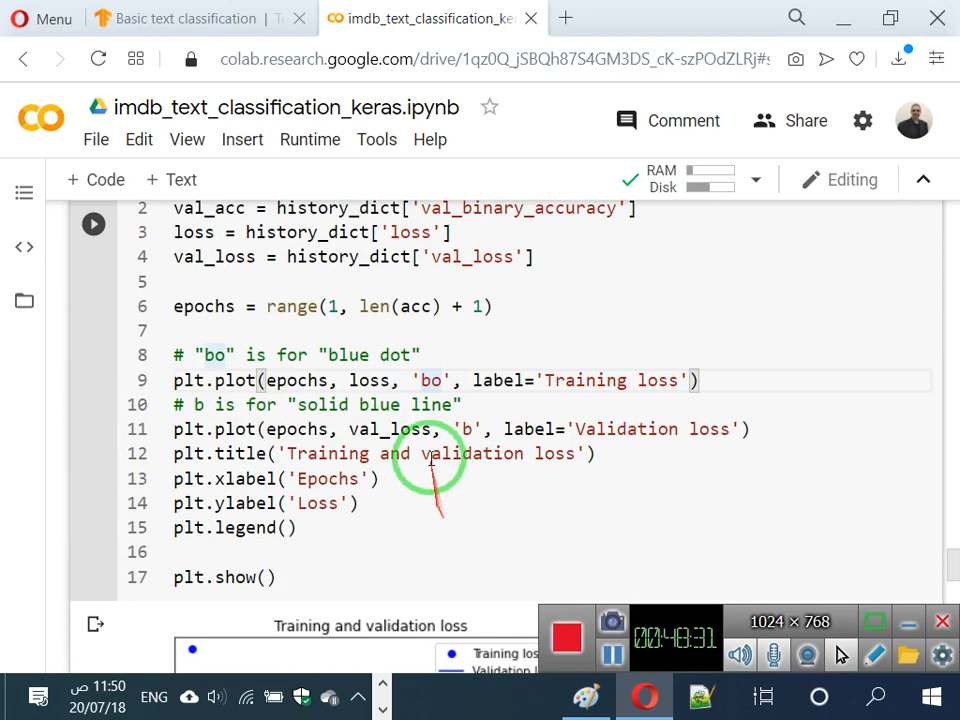 Menu
Basic text classification | Te
imdb_text_classification_ke
colab.research.google.com/drive/1qz0Q_jSBQh87S4GM3DS_cK-szPOdZLRj#s
imdb_text_classification_keras.ipynb
Comment
Share
File Edit View Insert Runtime Tools Help
+ Code + Text
RAM
Disk
Editing
2 val_acc = history_dict['val_binary_accuracy']
3 loss = history_dict['loss']
4 val_loss = history_dict['val_loss']
5
6 epochs = range(1, len(acc) + 1)
7
8 # "bo" is for "blue dot"
9 plt.plot(epochs, loss, 'bo', label='Training loss')
10 # b is for "solid blue line"
11 plt.plot(epochs, val_loss, 'b', label='Validation loss')
12 plt.title('Training and validation loss')
13 plt.xlabel('Epochs')
14 plt.ylabel('Loss')
15 plt.legend()
16
17 plt.show()
Training and validation loss
Training los
Validation l
1024 × 768
00:48:31
11:50 ص
20/07/18
ENG